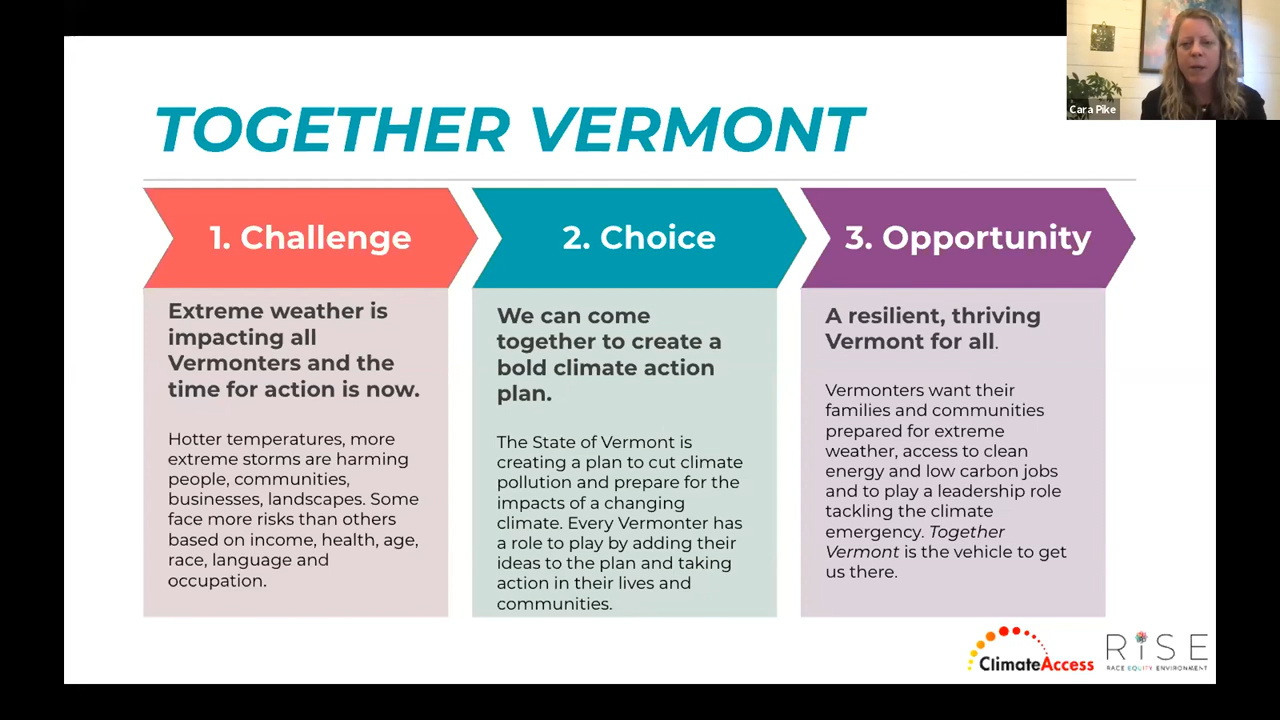 Cara Pike
TOGETHER VERMONT
1. Challenge
Extreme weather is
impacting all
Vermonters and the
time for action is now.
Hotter temperatures, more
extreme storms are harming
people, communities,
businesses, landscapes. Some
face more risks than others
based on income, health, age,
race, language and
occupation.
2. Choice
We can come
together to create a
bold climate action
plan.
The State of Vermont is
creating a plan to cut climate
pollution and prepare for the
impacts of a changing
climate. Every Vermonter has
a role to play by adding their
ideas to the plan and taking
action in their lives and
communities.
3. Opportunity
A resilient, thriving
Vermont for all.
Vermonters want their
families and communities
prepared for extreme
weather, access to clean
energy and low carbon jobs
and to play a leadership role
tackling the climate
emergency. Together
Vermont is the vehicle to get
us there.
ClimateAccess
RiSE
RACE EQUITY ENVIRONMENT